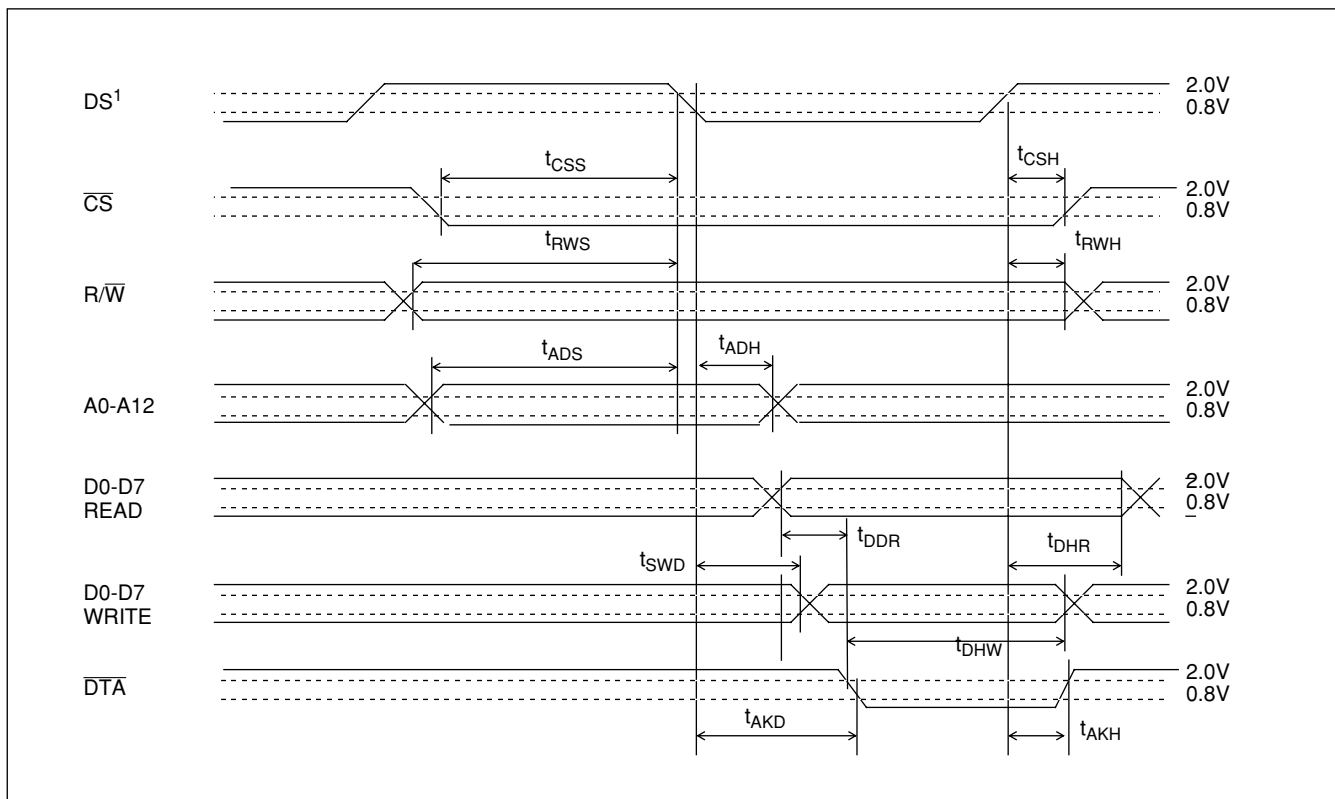 DS¹
2.0V
0.8V
tCSS
tCSH
C̅S̅
2.0V
0.8V
tRWS
tRWH
R/W̅
2.0V
0.8V
tADS
tADH
A0-A12
2.0V
0.8V
D0-D7
READ
2.0V
0.8V
tDDR
tDHR
tSWD
D0-D7
WRITE
2.0V
0.8V
tDHW
D̅T̅A̅
2.0V
0.8V
tAKD
tAKH